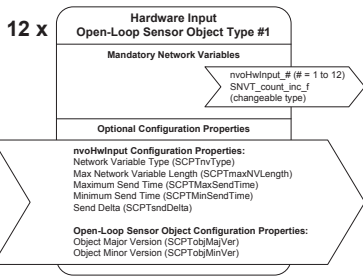 12 x
Hardware Input
Open-Loop Sensor Object Type #1
Mandatory Network Variables
nvoHwInput_# (# = 1 to 12)
SNVT_count_inc_f
(changeable type)
Optional Configuration Properties
nvoHwInput Configuration Properties:
Network Variable Type (SCPTnvType)
Max Network Variable Length (SCPTmaxNVLength)
Maximum Send Time (SCPTMaxSendTime)
Minimum Send Time (SCPTMinSendTime)
Send Delta (SCPTsndDelta)
Open-Loop Sensor Object Configuration Properties:
Object Major Version (SCPTobjMajVer)
Object Minor Version (SCPTobjMinVer)